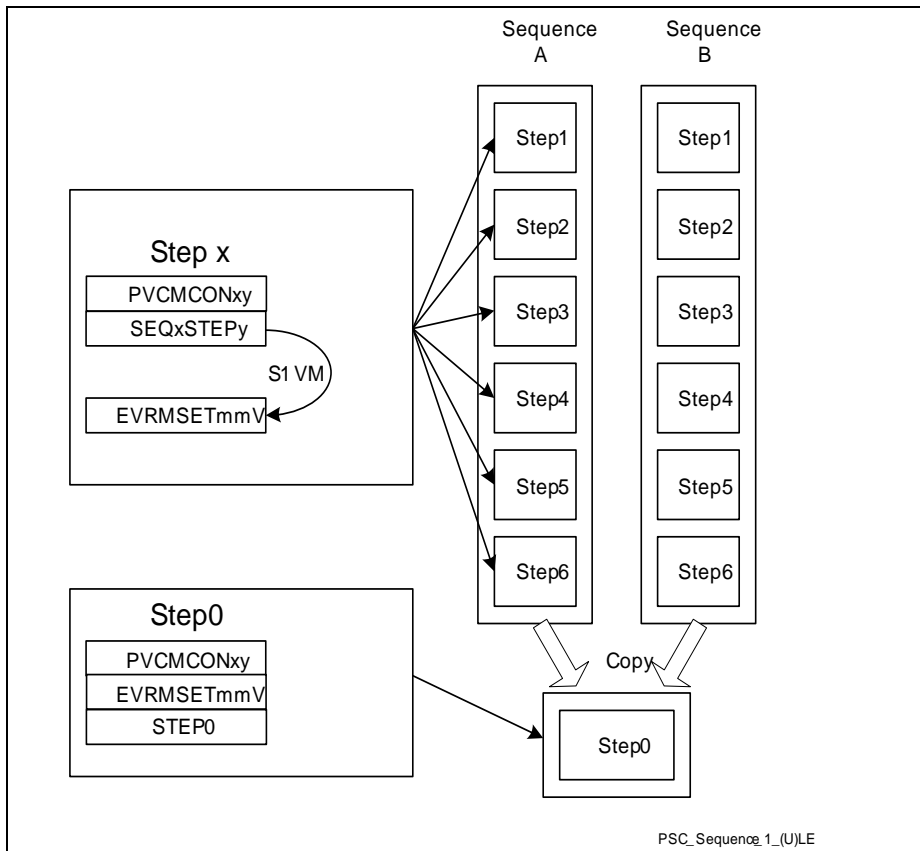 Sequence
A
Sequence
B
Step1
Step2
Step3
Step4
Step5
Step6
Step1
Step2
Step3
Step4
Step5
Step6
Step x
PVCMCONxy
SEQxSTEPy
S1 VM
EVRMSETmmV
Step0
PVCMCONxy
EVRMSETmmV
STEP0
Copy
Step0
PSC_Sequence_1_(U)LE